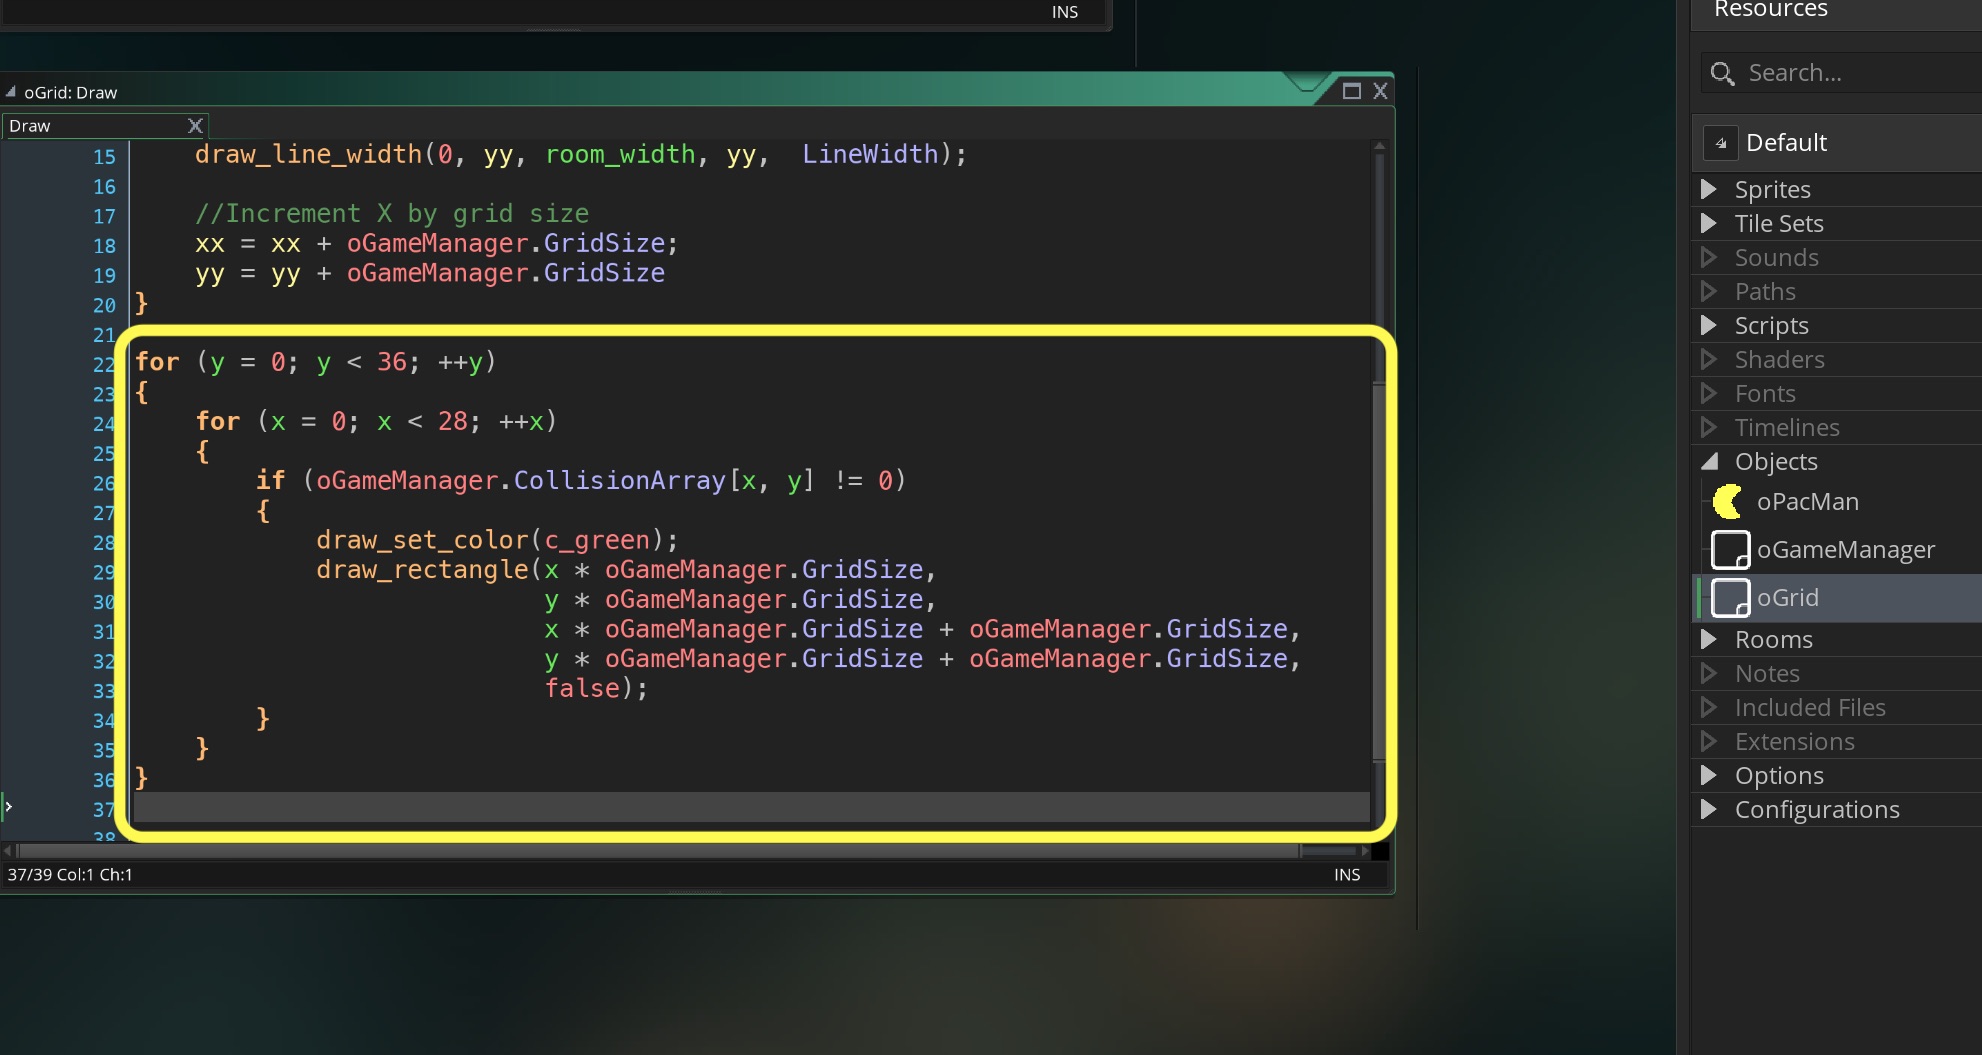 INS
oGrid: Draw
Draw
15 draw_line_width(0, yy, room_width, yy,  LineWidth);
16
17 //Increment X by grid size
18 xx = xx + oGameManager.GridSize;
19 yy = yy + oGameManager.GridSize
20 }
21
22 for (y = 0; y < 36; ++y)
23 {
24 for (x = 0; x < 28; ++x)
25 {
26 if (oGameManager.CollisionArray[x, y] != 0)
27 {
28 draw_set_color(c_green);
29 draw_rectangle(x * oGameManager.GridSize,
30 y * oGameManager.GridSize,
31 x * oGameManager.GridSize + oGameManager.GridSize,
32 y * oGameManager.GridSize + oGameManager.GridSize,
33 false);
34 }
35 }
36 }
37
38
37/39 Col:1 Ch:1
INS
Resources
Search...
Default
Sprites
Tile Sets
Sounds
Paths
Scripts
Shaders
Fonts
Timelines
Objects
oPacMan
oGameManager
oGrid
Rooms
Notes
Included Files
Extensions
Options
Configurations